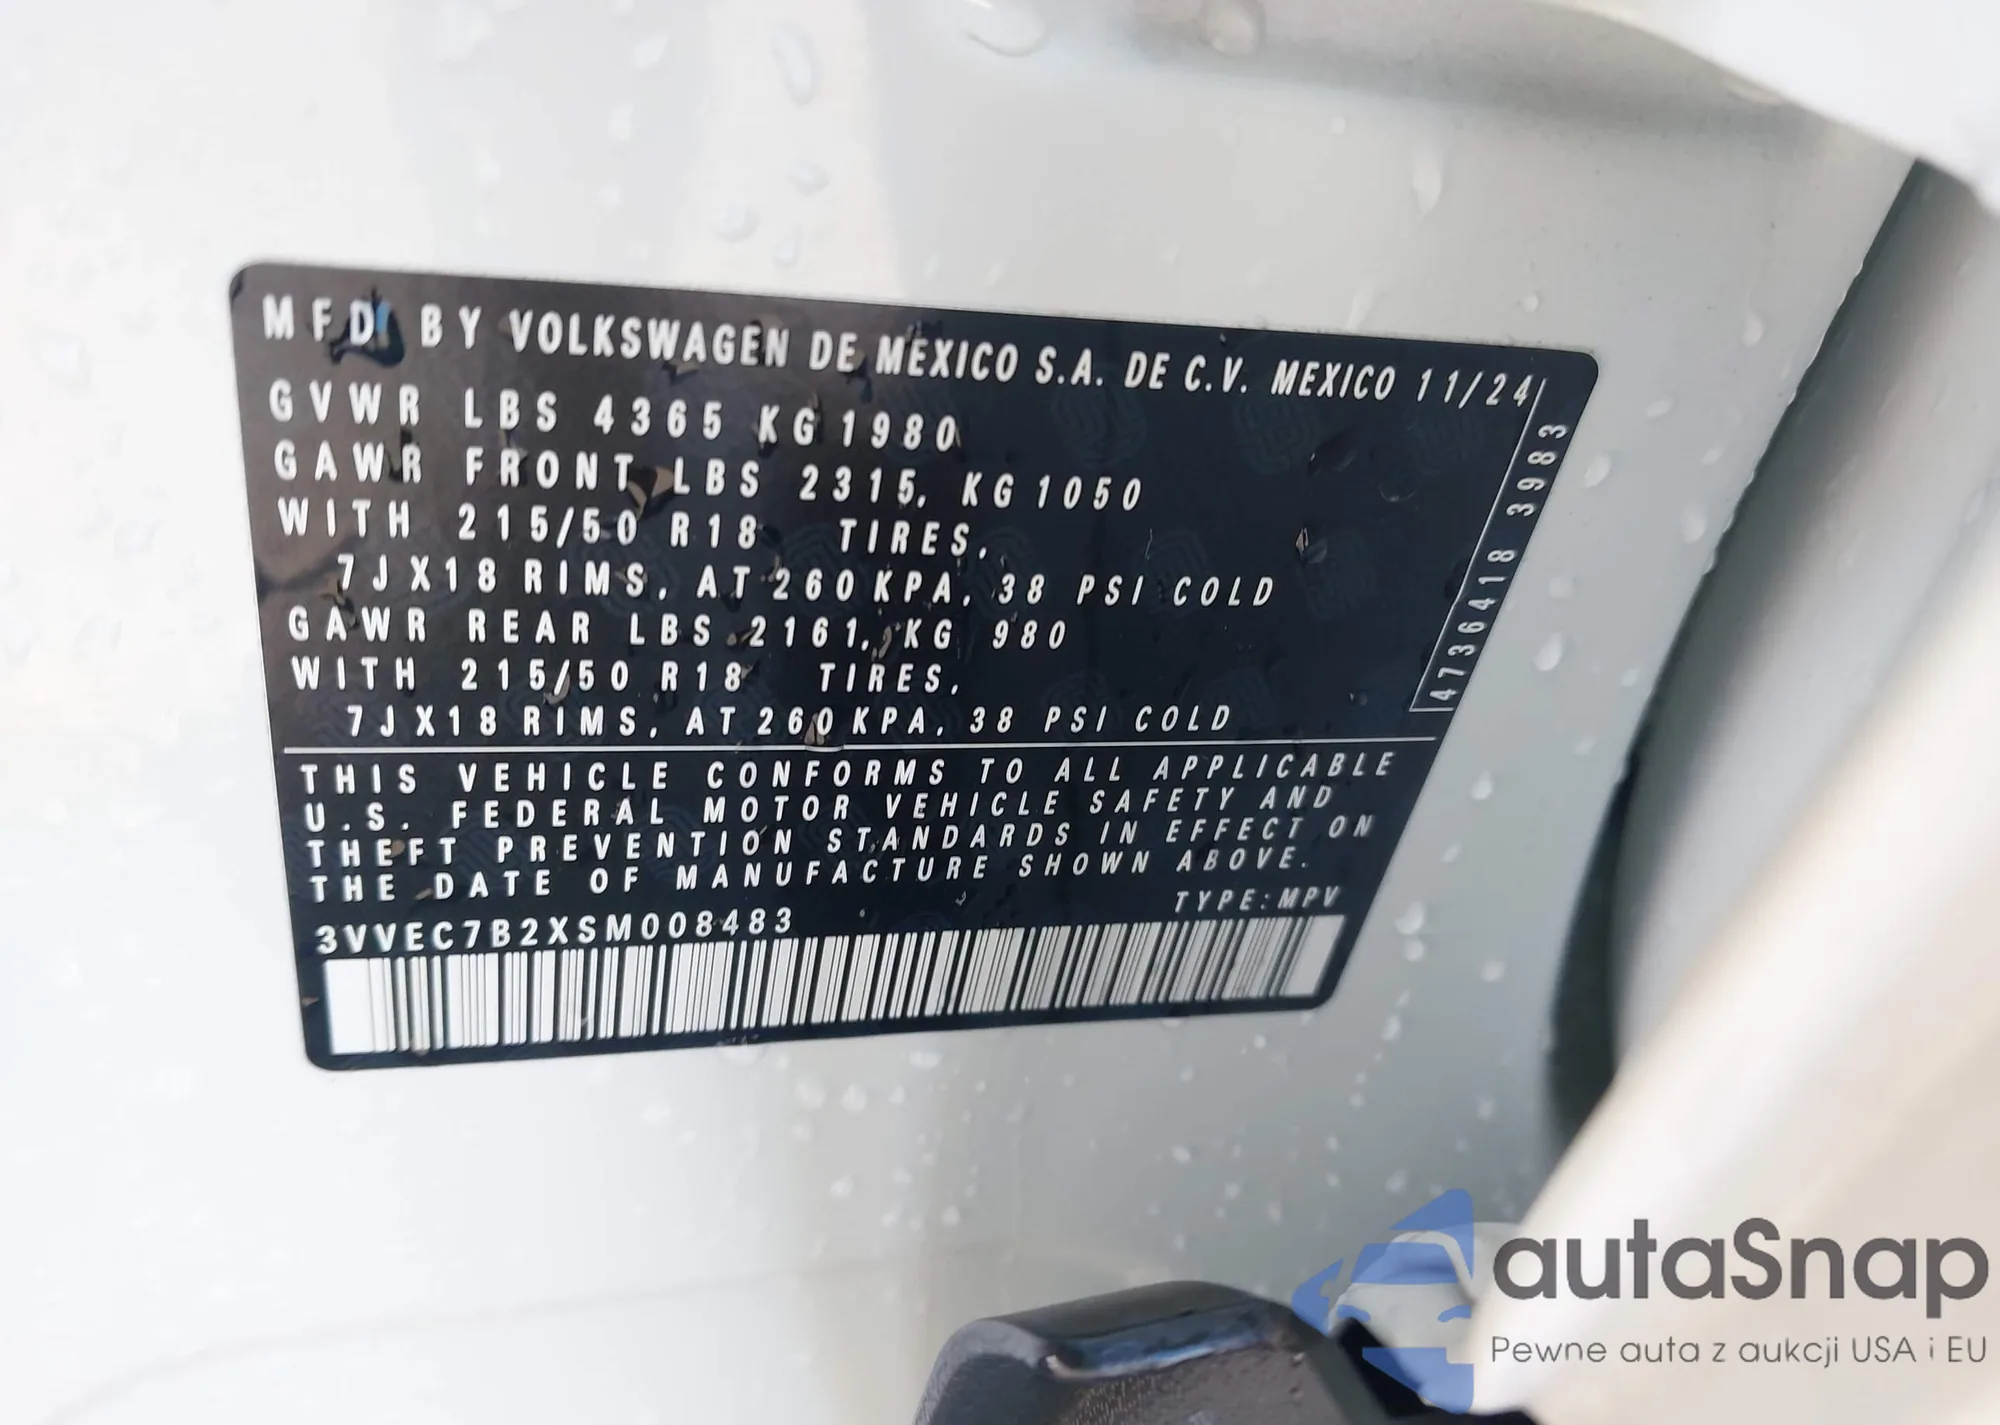 MFD. BY VOLKSWAGEN DE MEXICO S.A. DE C.V. MEXICO 11/24
GVWR LBS 4365 KG 1980
GAWR FRONT LBS 2315, KG 1050
WITH 215/50 R18 TIRES,
7JX18 RIMS, AT 260 KPA, 38 PSI COLD
GAWR REAR LBS 2161, KG 980
WITH 215/50 R18 TIRES,
7JX18 RIMS, AT 260 KPA, 38 PSI COLD
4736418 3983
THIS VEHICLE CONFORMS TO ALL APPLICABLE
U.S. FEDERAL MOTOR VEHICLE SAFETY AND
THEFT PREVENTION STANDARDS IN EFFECT ON
THE DATE OF MANUFACTURE SHOWN ABOVE.
TYPE: MPV
3VVEC7B2XSM008483
autaSnap
Pewne auta z aukcji USA i EU